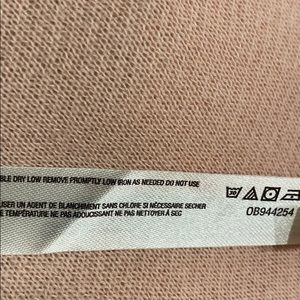 BLE DRY LOW REMOVE PROMPTLY LOW IRON AS NEEDED DO NOT USE
USER UN AGENT DE BLANCHIMENT SANS CHLORE SI NÉCESSAIRE SECHER
E TEMPÉRATURE NE PAS ADOUCISSANT NE PAS NETTOYER À SEC
30
OB944254